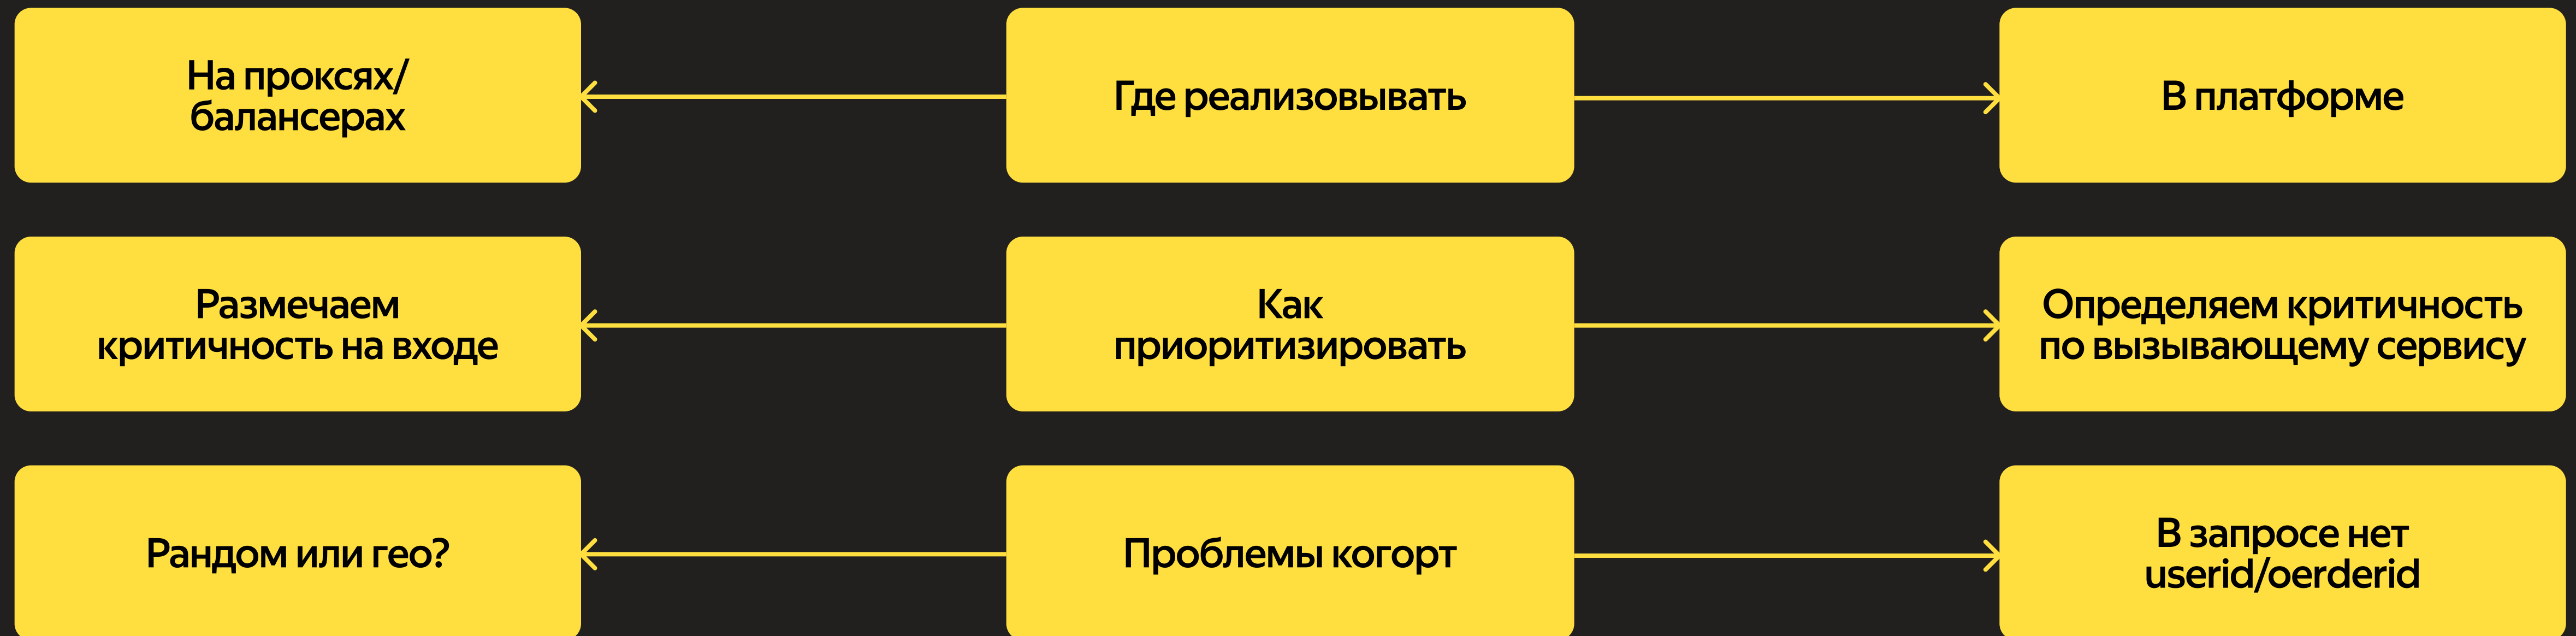 На проксях/
балансерах
Где реализовывать
В платформе
Размечаем
критичность на входе
Как
приоритизировать
Определяем критичность
по вызывающему сервису
Рандом или гео?
Проблемы когорт
В запросе нет
userid/oerderid